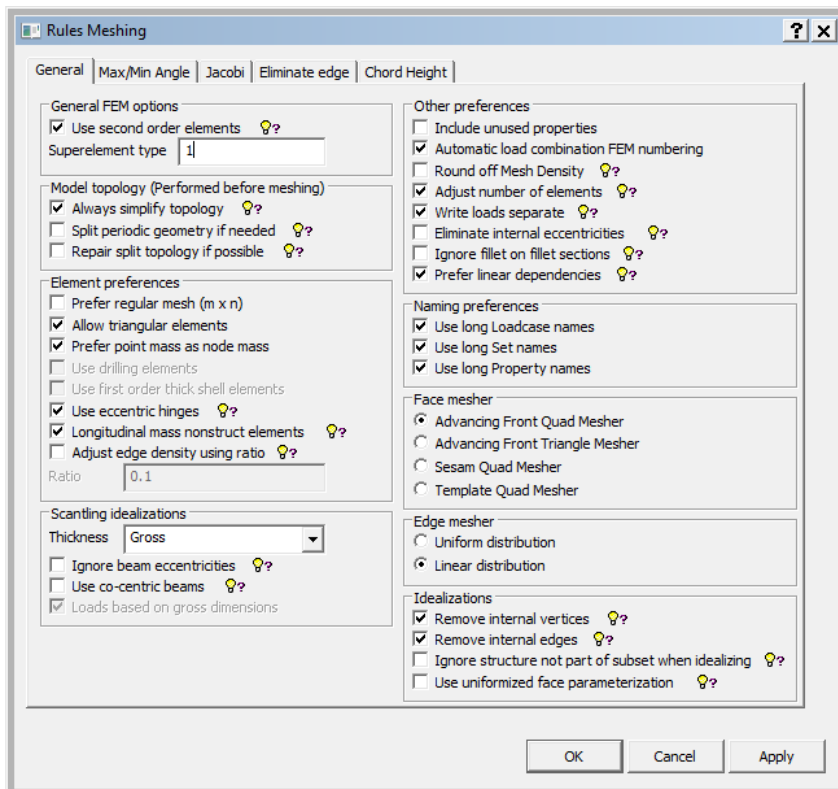 Rules Meshing
General
Max/Min Angle
Jacobi
Eliminate edge
Chord Height
General FEM options
Use second order elements
Superelement type 1
Model topology (Performed before meshing)
Always simplify topology
Split periodic geometry if needed
Repair split topology if possible
Element preferences
Prefer regular mesh (m x n)
Allow triangular elements
Prefer point mass as node mass
Use drilling elements
Use first order thick shell elements
Use eccentric hinges
Longitudinal mass nonstruct elements
Adjust edge density using ratio
Ratio 0.1
Scantling idealizations
Thickness Gross
Ignore beam eccentricities
Use co-centric beams
Loads based on gross dimensions
Other preferences
Include unused properties
Automatic load combination FEM numbering
Round off Mesh Density
Adjust number of elements
Write loads separate
Eliminate internal eccentricities
Ignore fillet on fillet sections
Prefer linear dependencies
Naming preferences
Use long Loadcase names
Use long Set names
Use long Property names
Face mesher
Advancing Front Quad Mesher
Advancing Front Triangle Mesher
Sesam Quad Mesher
Template Quad Mesher
Edge mesher
Uniform distribution
Linear distribution
Idealizations
Remove internal vertices
Remove internal edges
Ignore structure not part of subset when idealizing
Use uniformized face parameterization
OK
Cancel
Apply